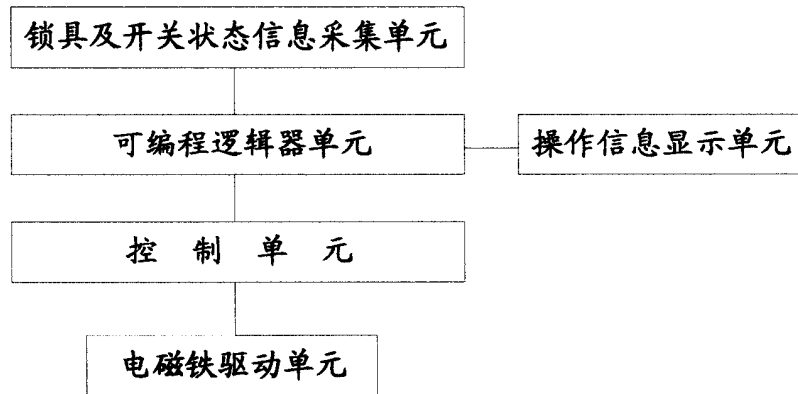 锁具及开关状态信息采集单元
可编程逻辑器单元
操作信息显示单元
控 制 单 元
电磁铁驱动单元